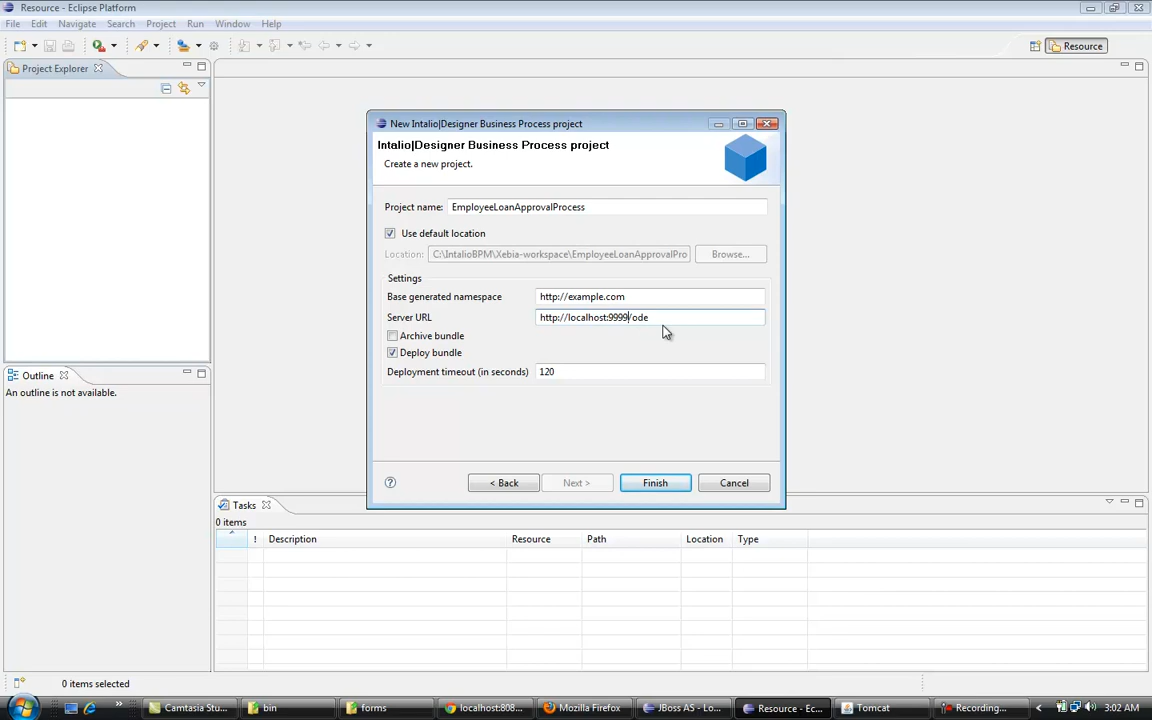 Resource - Eclipse Platform
File Edit Navigate Search Project Run Window Help
Resource
Project Explorer
New Intalio|Designer Business Process project
Intalio|Designer Business Process project
Create a new project.
Project name: EmployeeLoanApprovalProcess
Use default location
Location: C:\IntalioBPM\Xebia-workspace\EmployeeLoanApprovalPro Browse...
Settings
Base generated namespace http://example.com
Server URL http://localhost:9999/ode
Archive bundle
Deploy bundle
Deployment timeout (in seconds) 120
< Back Next > Finish Cancel
Outline
An outline is not available.
Tasks
0 items
! Description Resource Path Location Type
0 items selected
Camtasia Stu... bin forms localhost:808... Mozilla Firefox JBoss AS - Lo... Resource - Ec... Tomcat Recording... 3:02 AM